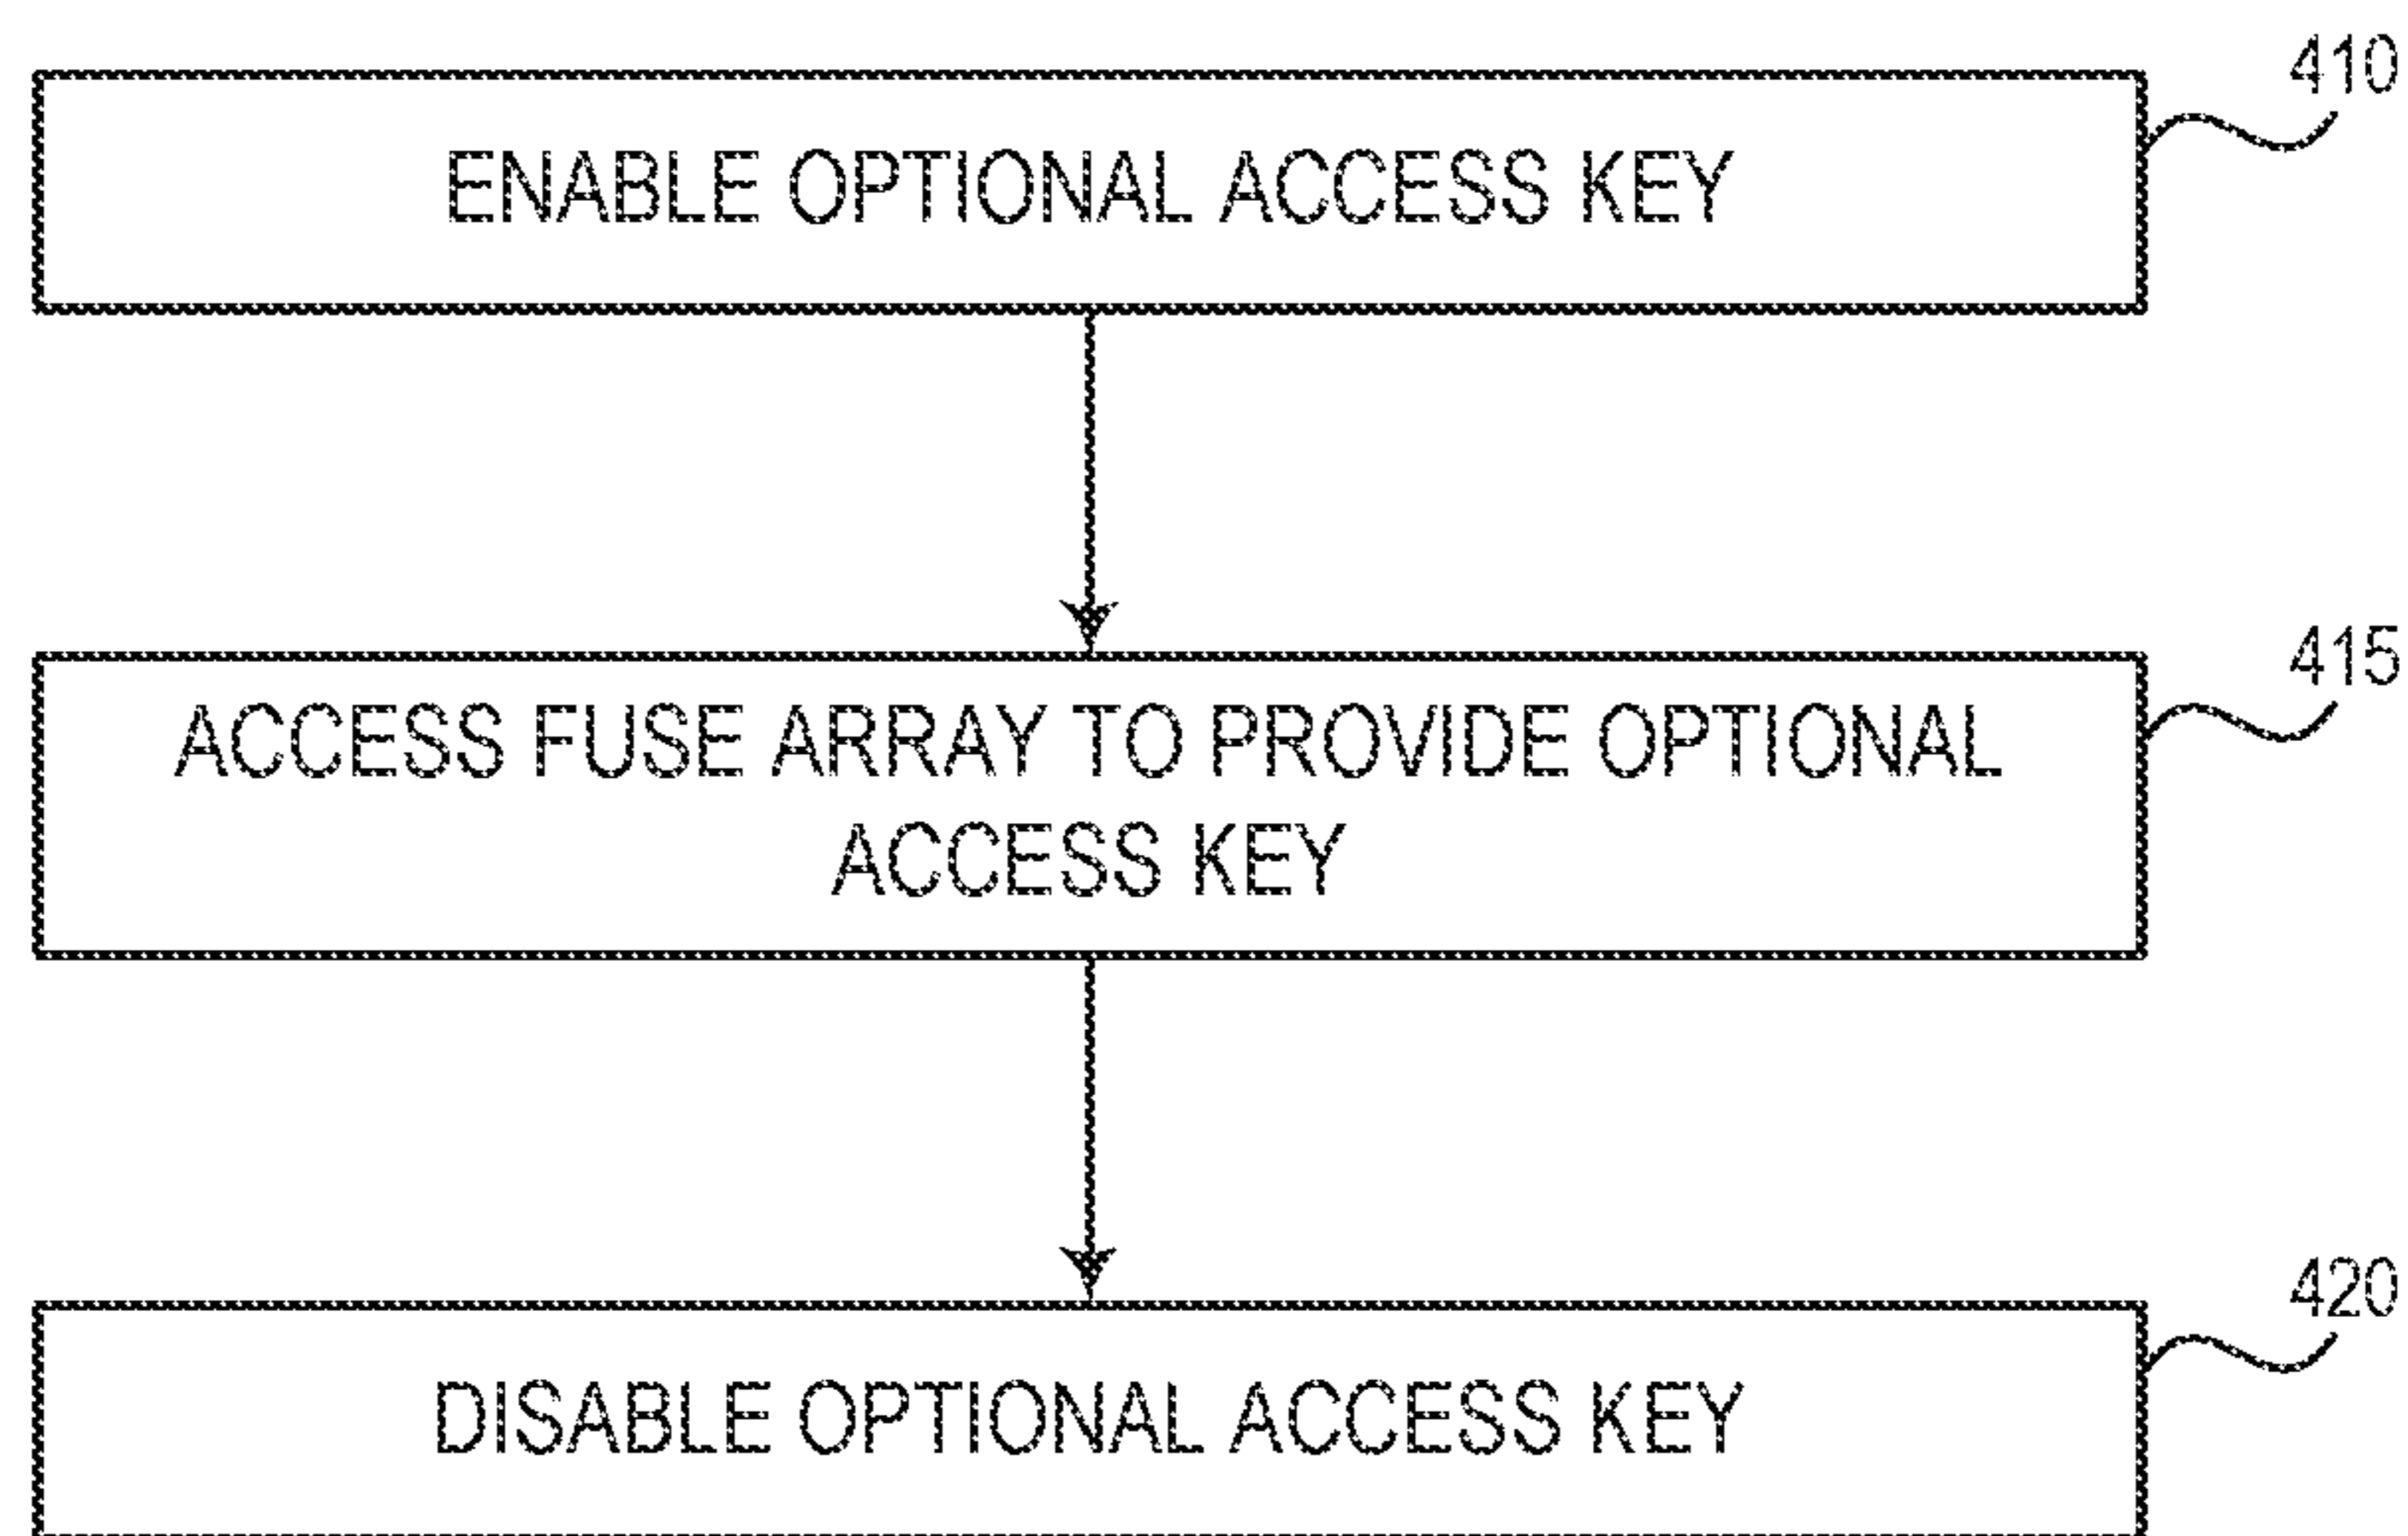 410
ENABLE OPTIONAL ACCESS KEY
415
ACCESS FUSE ARRAY TO PROVIDE OPTIONAL
ACCESS KEY
420
DISABLE OPTIONAL ACCESS KEY